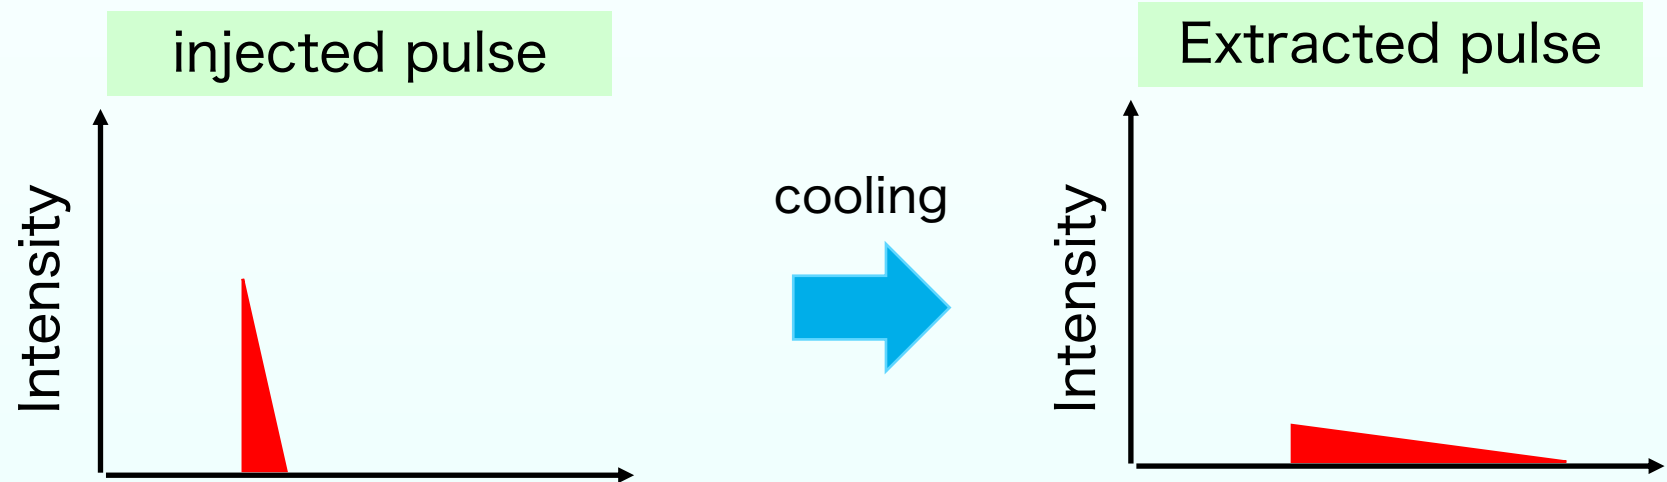 injected pulse
Extracted pulse
Intensity
cooling
Intensity